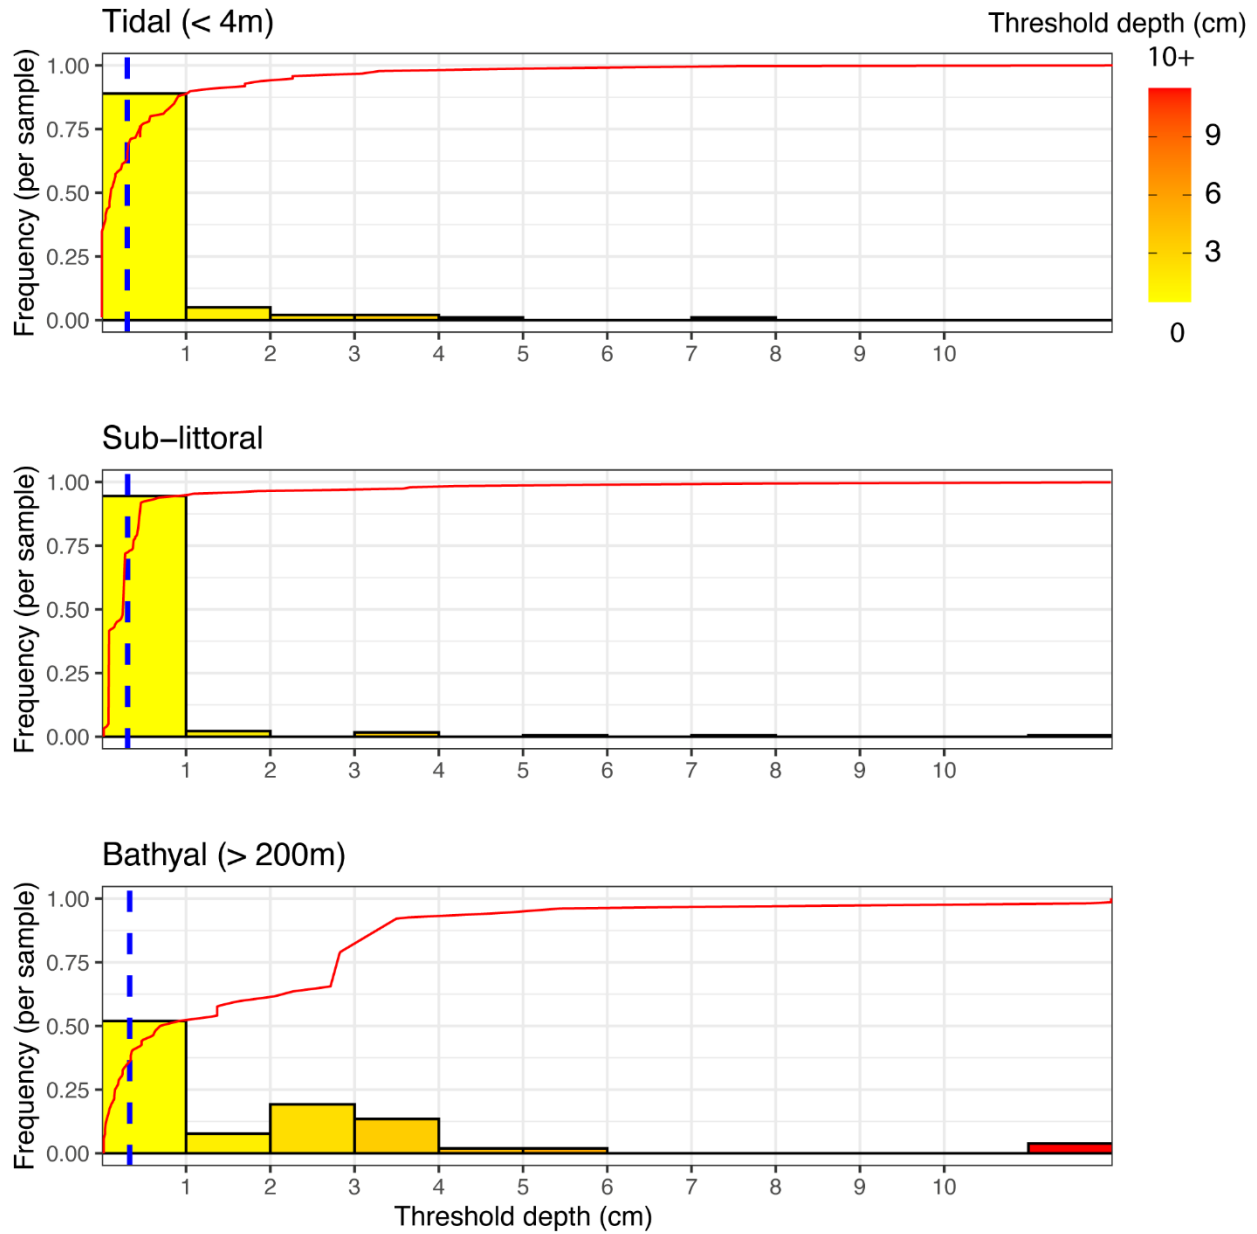 Tidal (< 4m)
Threshold depth (cm)
10+
9
6
3
0
Frequency (per sample)
1.00
0.75
0.50
0.25
0.00
1 2 3 4 5 6 7 8 9 10
Sub−littoral
Frequency (per sample)
1.00
0.75
0.50
0.25
0.00
1 2 3 4 5 6 7 8 9 10
Bathyal (> 200m)
Frequency (per sample)
1.00
0.75
0.50
0.25
0.00
1 2 3 4 5 6 7 8 9 10
Threshold depth (cm)